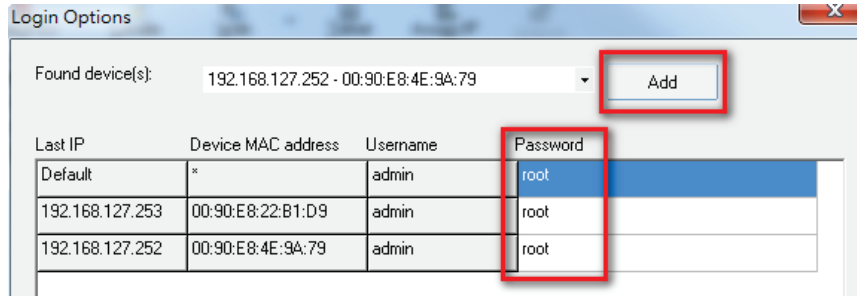 Login Options
Found device(s): 192.168.127.252 - 00:90:E8:4E:9A:79 Add
Last IP Device MAC address Username Password
Default * admin root
192.168.127.253 00:90:E8:22:B1:D9 admin root
192.168.127.252 00:90:E8:4E:9A:79 admin root